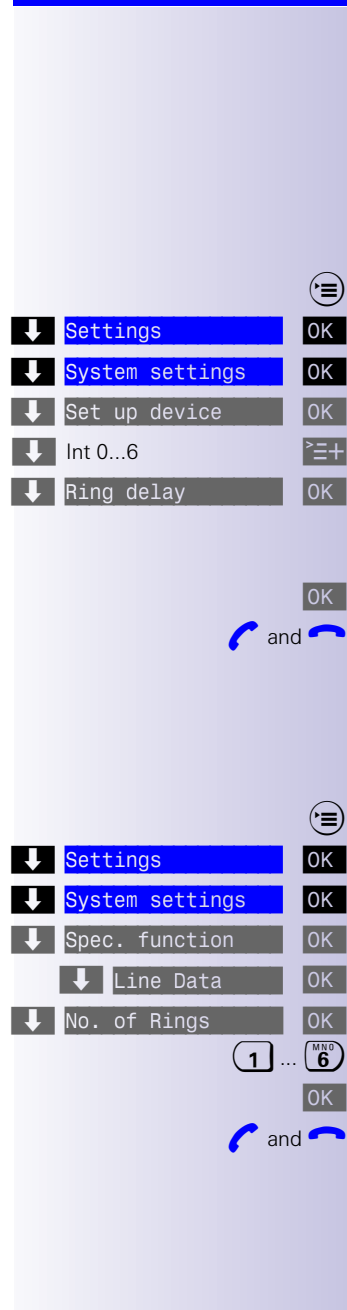 Settings OK
System settings OK
Set up device OK
Int 0...6 >Ξ+
Ring delay OK
OK
and
Settings OK
System settings OK
Spec. function OK
Line Data OK
No. of Rings OK
1 ... MNO 6
OK
and